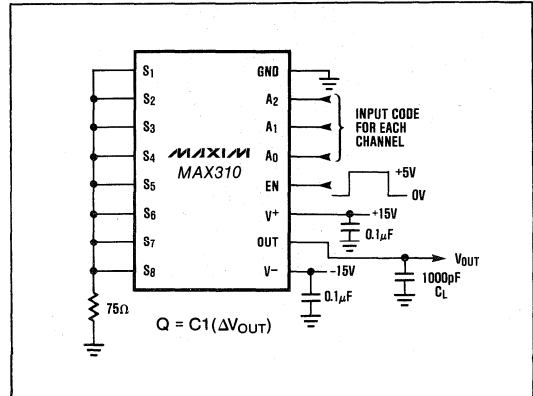 S1
S2
S3
S4
S5
S6
S7
S8
75Ω
MAXIM
MAX310
Q = C1(ΔVOUT)
GND
A2
A1
A0
EN
V+
OUT
V−
INPUT CODE
FOR EACH
CHANNEL
+5V
0V
+15V
0.1µF
VOUT
1000pF
CL
−15V
0.1µF